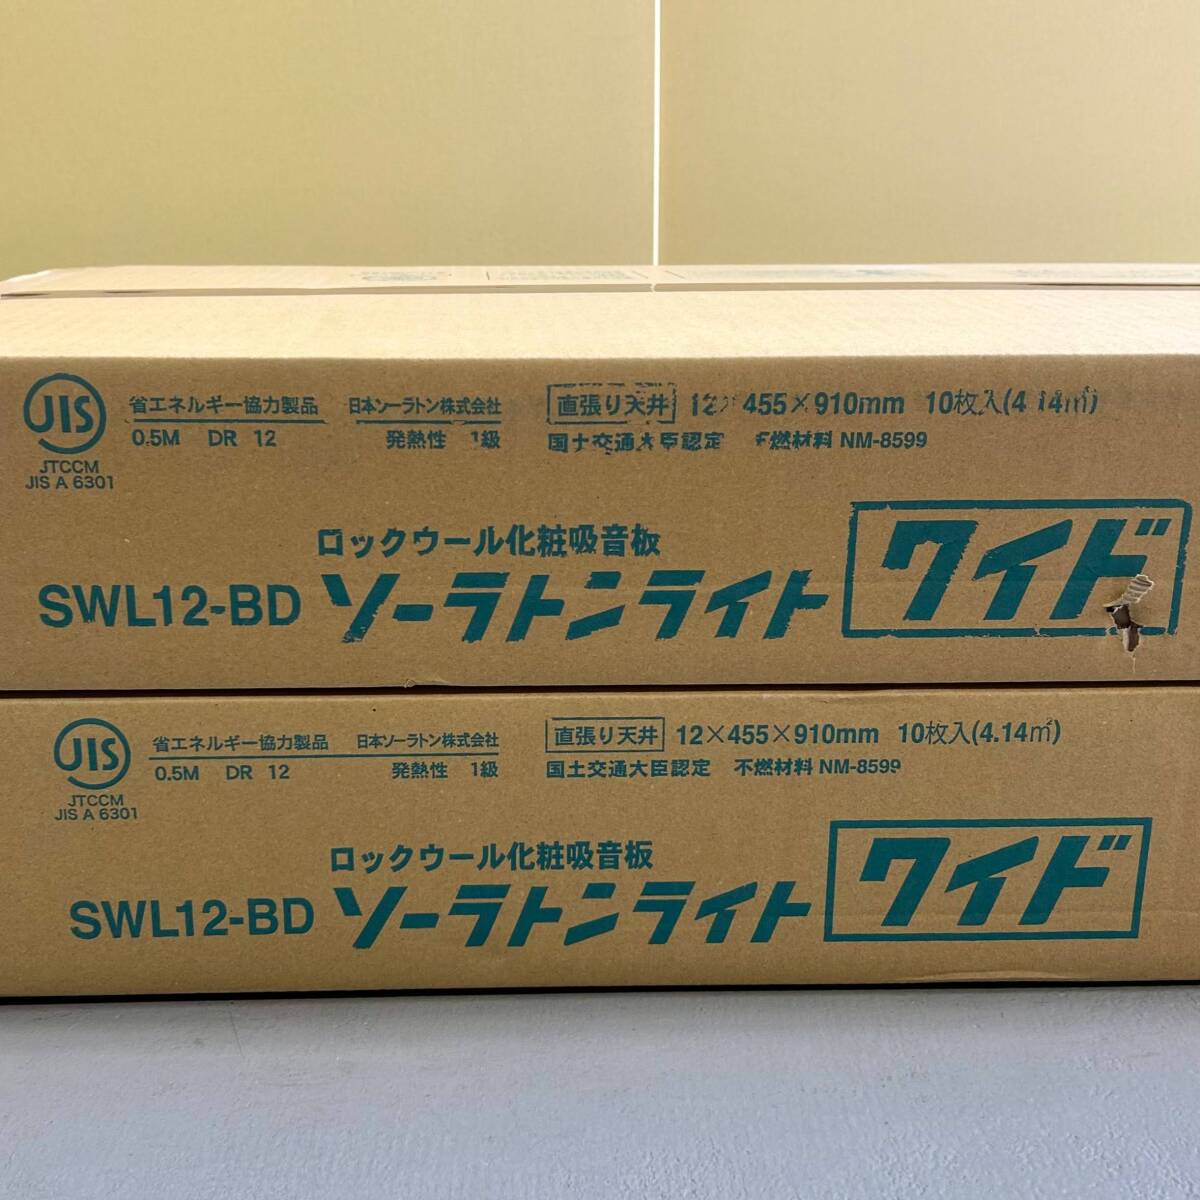 JIS
JTCCM
JIS A 6301
省エネルギー協力製品 日本ソーラトン株式会社
0.5M DR 12 発熱性 1級
直張り天井 12×455×910mm 10枚入(4.14㎡)
国土交通大臣認定 不燃材料 NM-8599
ロックウール化粧吸音板
SWL12-BD ソーラトンライト ワイド
JIS
JTCCM
JIS A 6301
省エネルギー協力製品 日本ソーラトン株式会社
0.5M DR 12 発熱性 1級
直張り天井 12×455×910mm 10枚入(4.14㎡)
国土交通大臣認定 不燃材料 NM-8599
ロックウール化粧吸音板
SWL12-BD ソーラトンライト ワイド